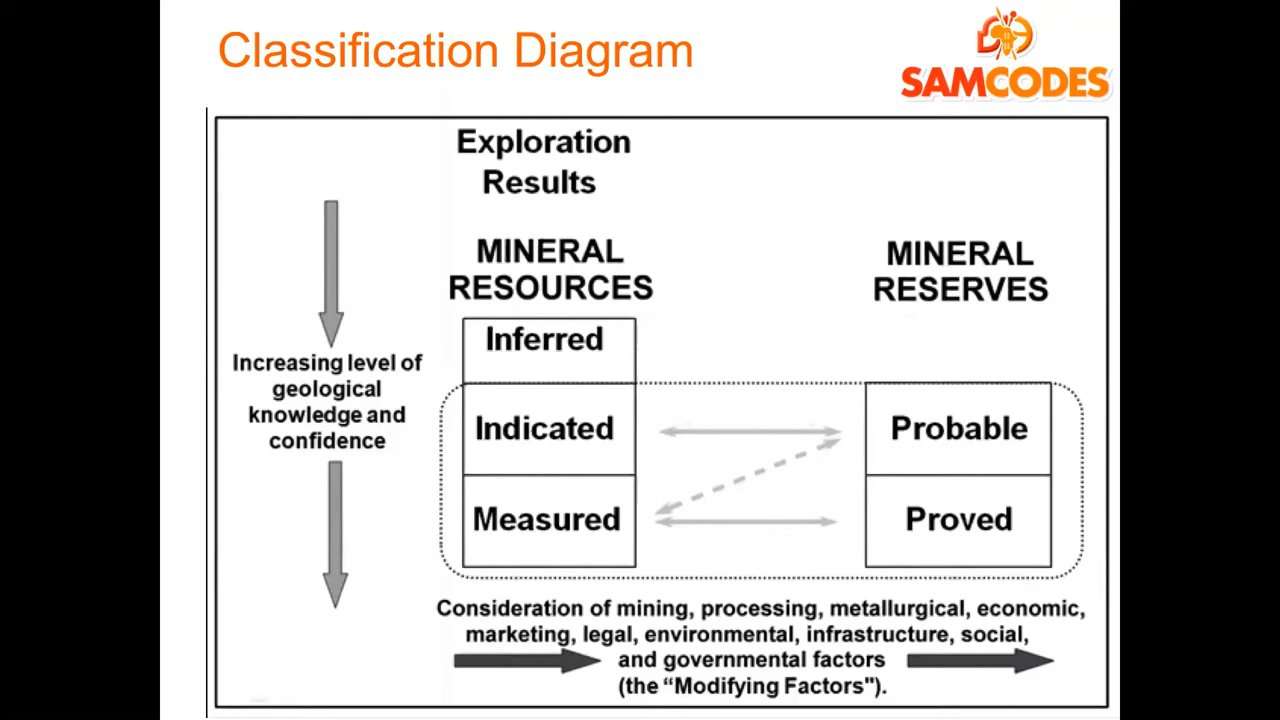 Classification Diagram
SAMCODES
Exploration
Results
MINERAL
RESOURCES
MINERAL
RESERVES
Inferred
Increasing level of
geological
knowledge and
confidence
Indicated
Probable
Measured
Proved
Consideration of mining, processing, metallurgical, economic,
marketing, legal, environmental, infrastructure, social,
and governmental factors
(the “Modifying Factors").